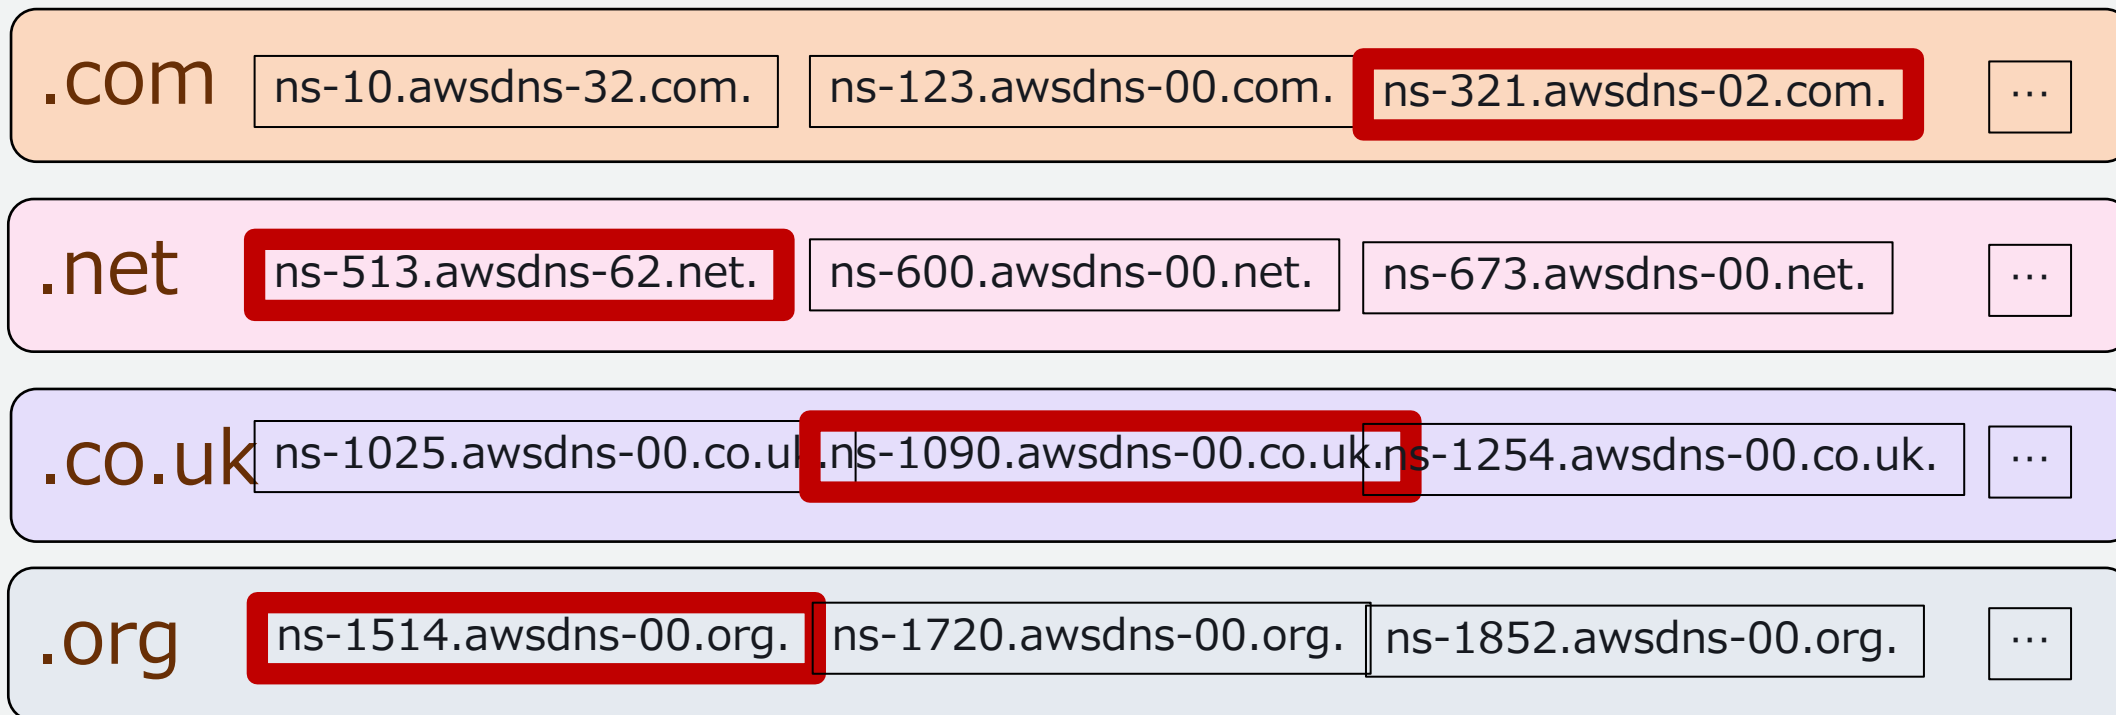 .com ns-10.awsdns-32.com. ns-123.awsdns-00.com. ns-321.awsdns-02.com. …
.net ns-513.awsdns-62.net. ns-600.awsdns-00.net. ns-673.awsdns-00.net. …
.co.uk ns-1025.awsdns-00.co.uk. ns-1090.awsdns-00.co.uk. ns-1254.awsdns-00.co.uk. …
.org ns-1514.awsdns-00.org. ns-1720.awsdns-00.org. ns-1852.awsdns-00.org. …